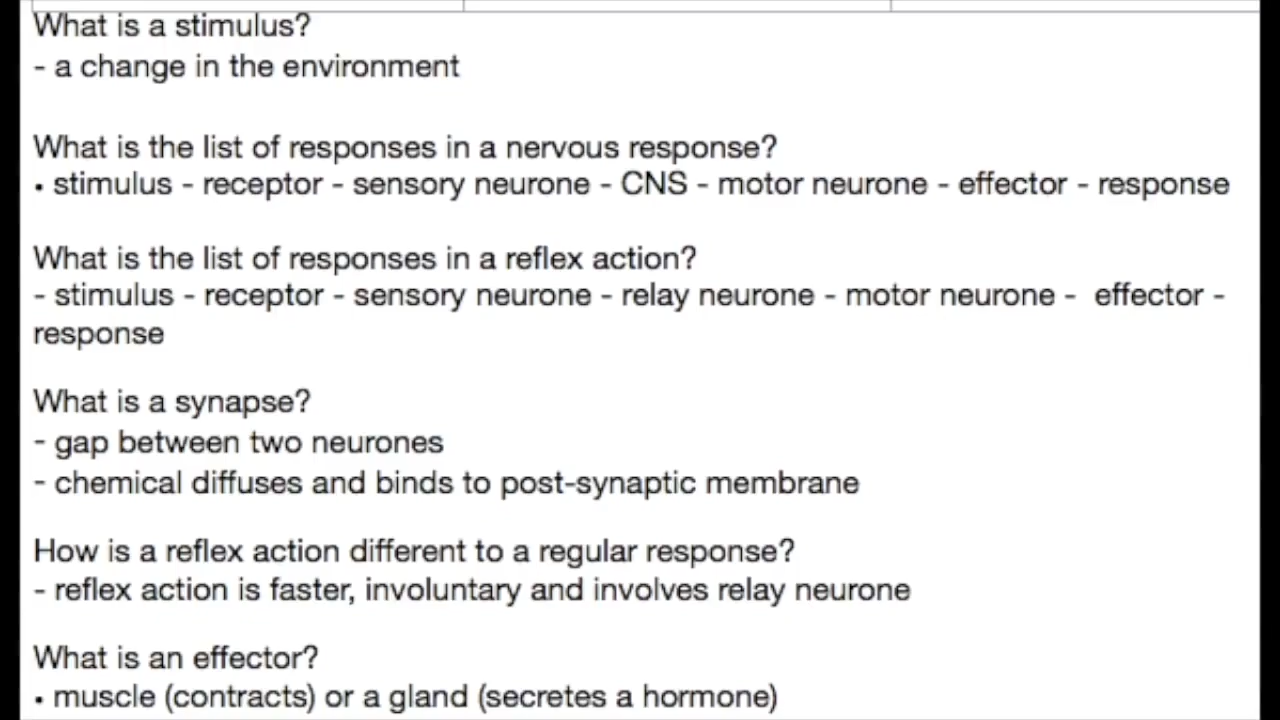 What is a stimulus?
- a change in the environment
What is the list of responses in a nervous response?
• stimulus - receptor - sensory neurone - CNS - motor neurone - effector - response
What is the list of responses in a reflex action?
- stimulus - receptor - sensory neurone - relay neurone - motor neurone -  effector -
response
What is a synapse?
- gap between two neurones
- chemical diffuses and binds to post-synaptic membrane
How is a reflex action different to a regular response?
- reflex action is faster, involuntary and involves relay neurone
What is an effector?
• muscle (contracts) or a gland (secretes a hormone)